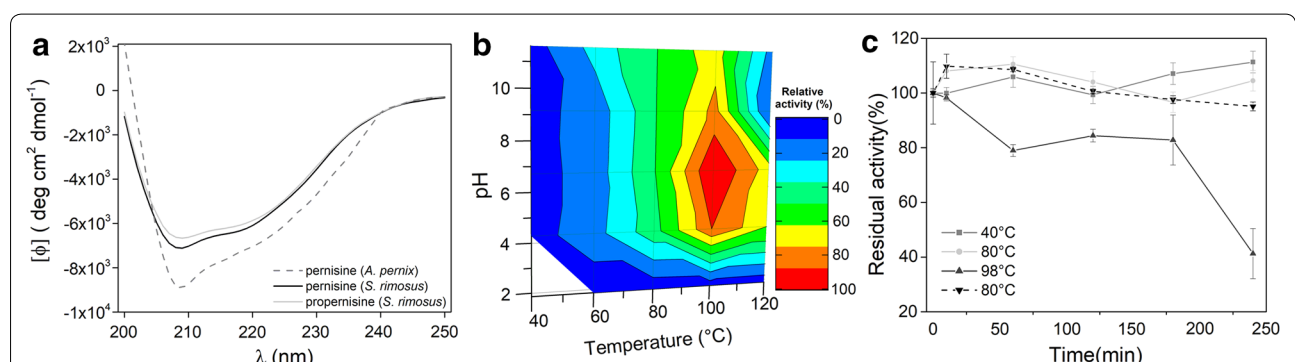 a
2x10³
0
-2x10³
-4x10³
-6x10³
-8x10³
-1x10⁴
[ϕ] ( deg cm² dmol⁻¹)
pernisine (A. pernix)
pernisine (S. rimosus)
propernisine (S. rimosus)
200 210 220 230 240 250
λ (nm)
b
10
8
6
4
2
pH
40 60 80 100 120
Temperature (°C)
Relative
activity (%)
0
20
40
60
80
100
c
120
100
80
60
40
20
Residual activity(%)
40°C
80°C
98°C
80°C
0 50 100 150 200 250
Time(min)